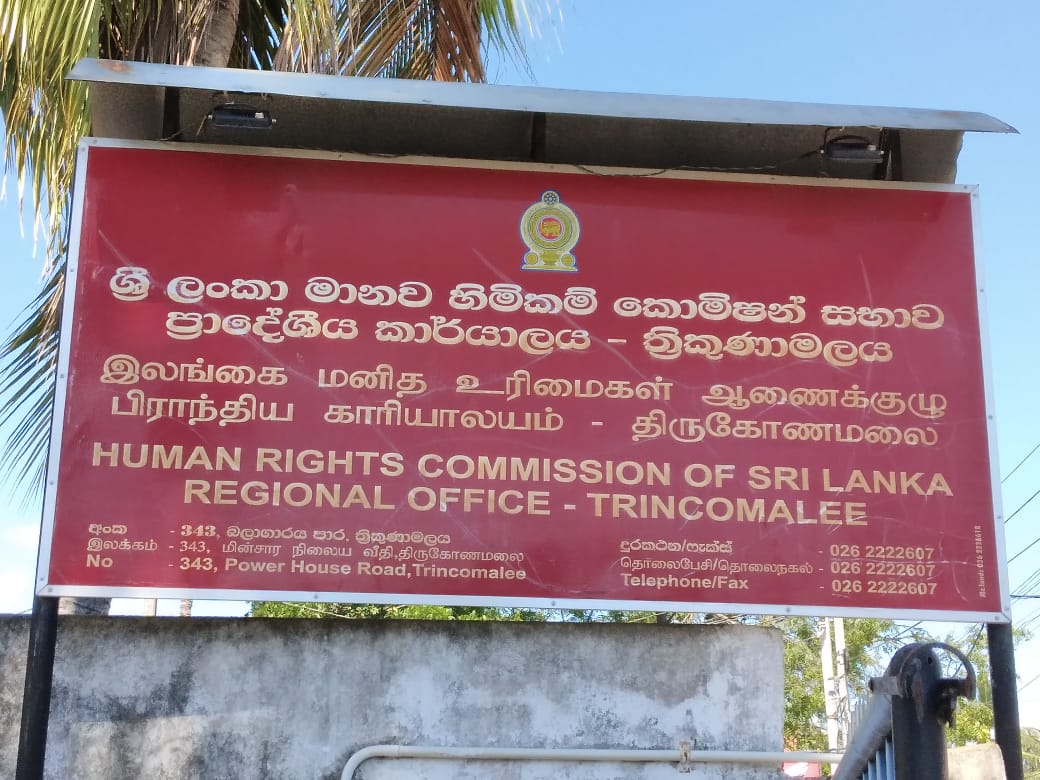 ශ්‍රී ලංකා මානව හිමිකම් කොමිෂන් සභාව
ප්‍රාදේශීය කාර්යාලය - ත්‍රිකුණාමලය
இலங்கை மனித உரிமைகள் ஆணைக்குழு
பிராந்திய காரியாலயம் - திருகோணமலை
HUMAN RIGHTS COMMISSION OF SRI LANKA
REGIONAL OFFICE - TRINCOMALEE
අංක - 343, බලාගාරය පාර, ත්‍රිකුණාමලය
இலக்கம் - 343, மின்சார நிலைய வீதி,திருகோணமலை
No - 343, Power House Road,Trincomalee
දුරකථන/ෆැක්ස් - 026 2222607
தொலைபேசி/தொலைநகல் - 026 2222607
Telephone/Fax - 026 2222607